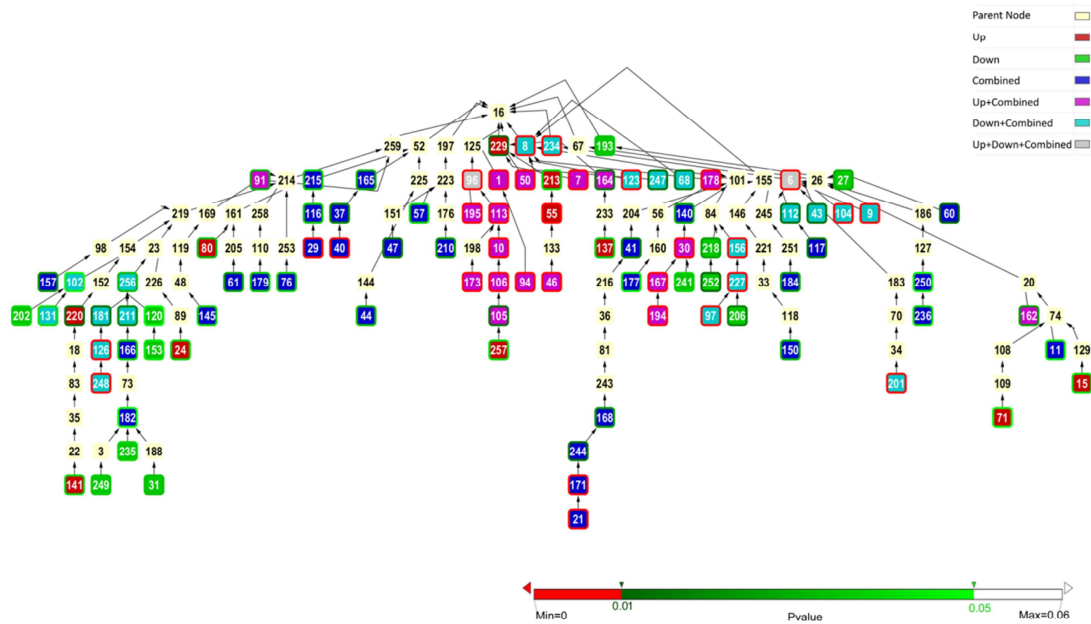 Parent Node
Up
Down
Combined
Up+Combined
Down+Combined
Up+Down+Combined
16
259 52 197 125 229 8 234 67 193
91 214 215 165 225 223 96 1 50 213 7 164 123 247 68 178 101 155 6 26 27
219 169 161 258 116 37 151 57 176 195 113 55 233 204 56 140 84 146 245 112 43 104 9 186 60
98 154 23 119 80 205 110 253 29 40 47 210 198 10 133 137 41 160 30 218 156 221 251 117 127
157 102 152 256 226 48 61 179 76 144 173 106 94 46 216 177 167 241 252 227 33 184 183 250 20
202 131 220 181 211 120 89 145 44 105 36 194 97 206 118 70 236 162 74
18 126 166 153 24 257 81 150 34 108 11 129
83 248 73 243 201 109 15
35 182 168 71
22 3 235 188 244
141 249 31 171
21
0.01 0.05
Min=0 Pvalue Max=0.06